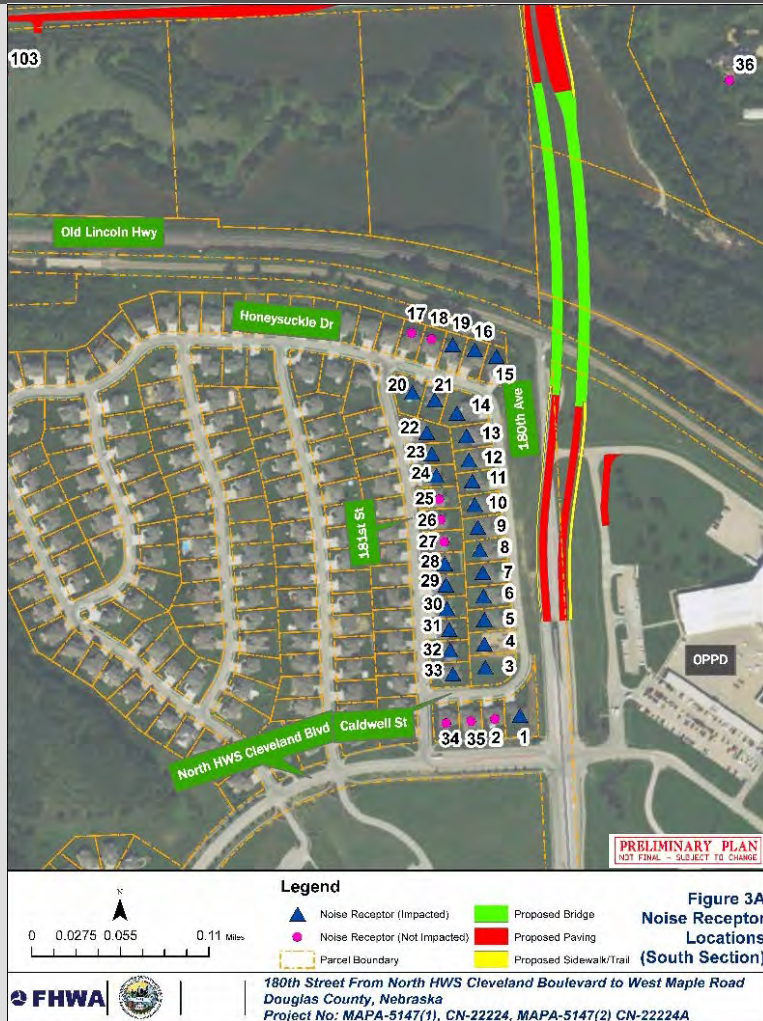 103
36
Old Lincoln Hwy
Honeysuckle Dr
17
18
19
16
15
20
21
14
180th Ave
22
13
23
12
24
11
25
10
26
9
181st St
27
8
28
7
29
6
30
5
31
4
32
3
33
OPPD
North HWS Cleveland Blvd
Caldwell St
34
35
2
1
PRELIMINARY PLAN
NOT FINAL - SUBJECT TO CHANGE
N
0 0.0275 0.055 0.11 Miles
Legend
Noise Receptor (Impacted)
Noise Receptor (Not Impacted)
Parcel Boundary
Proposed Bridge
Proposed Paving
Proposed Sidewalk/Trail
Figure 3A
Noise Receptor
Locations
(South Section)
FHWA
180th Street From North HWS Cleveland Boulevard to West Maple Road
Douglas County, Nebraska
Project No: MAPA-5147(1), CN-22224, MAPA-5147(2) CN-22224A